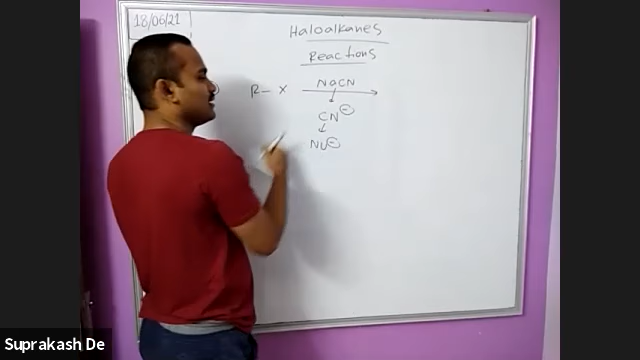 18/06/21
Haloalkanes
Reactions
NaCN
R – X
CN⊖
Nu⊖
Suprakash De